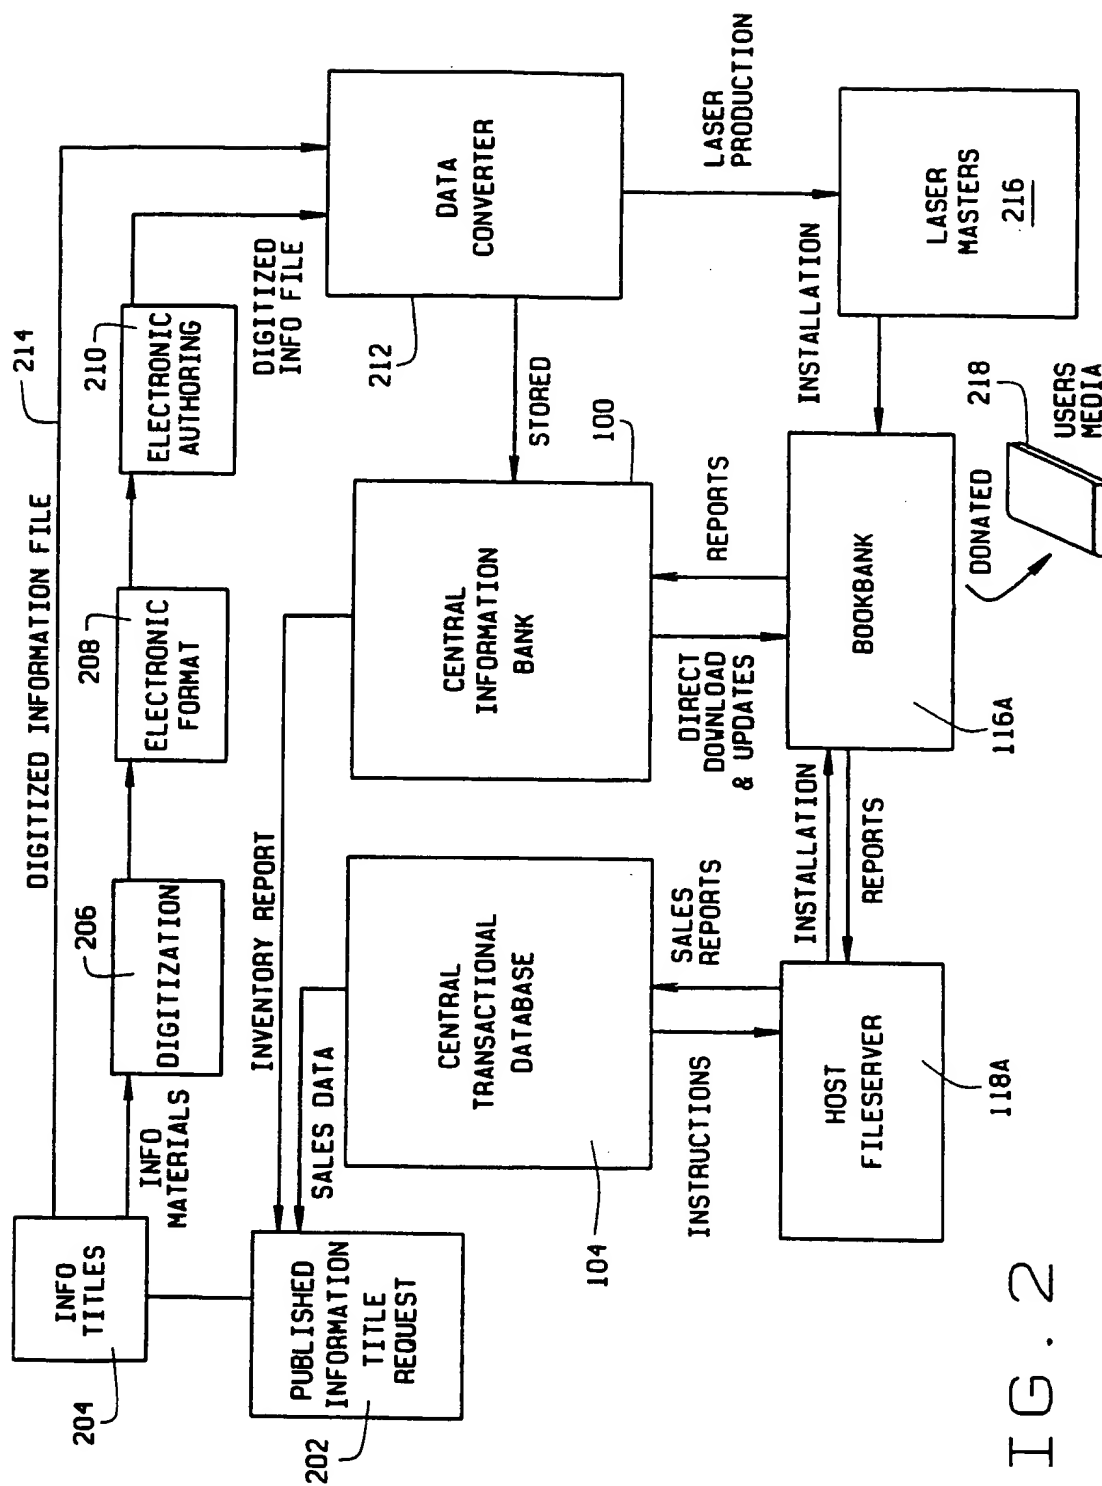 DIGITIZED INFORMATION FILE
214
INFO
TITLES
204
INFO
MATERIALS
206
DIGITIZATION
208
ELECTRONIC
FORMAT
210
ELECTRONIC
AUTHORING
DIGITIZED
INFO FILE
PUBLISHED
INFORMATION
TITLE
REQUEST
202
INVENTORY REPORT
SALES DATA
CENTRAL
TRANSACTIONAL
DATABASE
104
CENTRAL
INFORMATION
BANK
100
STORED
212
DATA
CONVERTER
INSTRUCTIONS
SALES
REPORTS
DIRECT
DOWNLOAD
& UPDATES
REPORTS
LASER
PRODUCTION
HOST
FILESERVER
118A
INSTALLATION
REPORTS
BOOKBANK
116A
INSTALLATION
LASER
MASTERS
216
DONATED
218
USERS
MEDIA
IG.2